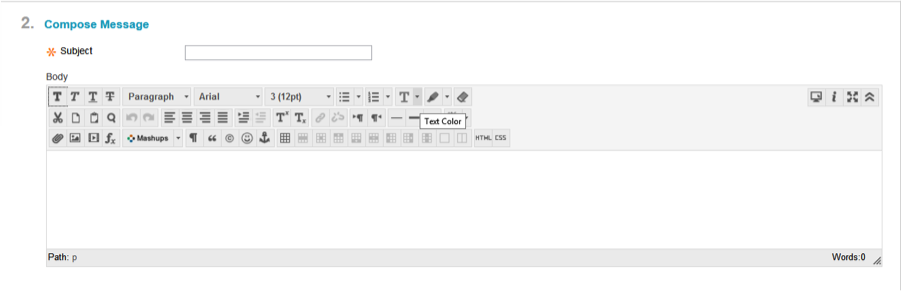 2. Compose Message
Subject
Body
T T T T Paragraph Arial 3 (12pt) T
Text Color
Mashups HTML CSS
Path: p Words:0